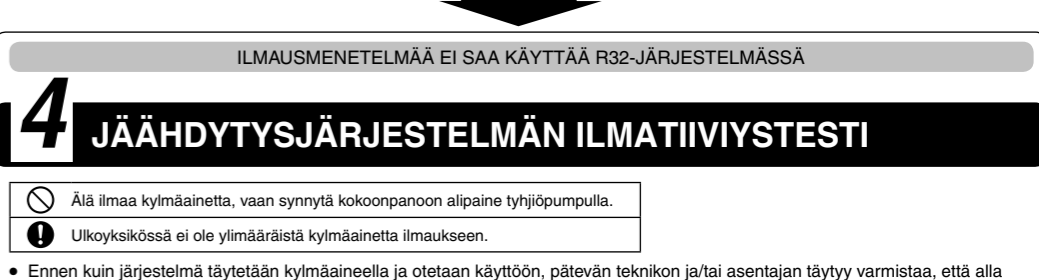 ILMAUSMENETELMÄÄ EI SAA KÄYTTÄÄ R32-JÄRJESTELMÄSSÄ
4 JÄÄHDYTYSJÄRJESTELMÄN ILMATIIVIYSTESTI
Älä ilmaa kylmäainetta, vaan synnytä kokoonpanoon alipaine tyhjiöpumpulla.
Ulkoyksikössä ei ole ylimääräistä kylmäainetta ilmaukseen.
• Ennen kuin järjestelmä täytetään kylmäaineella ja otetaan käyttöön, pätevän teknikon ja/tai asentajan täytyy varmistaa, että alla